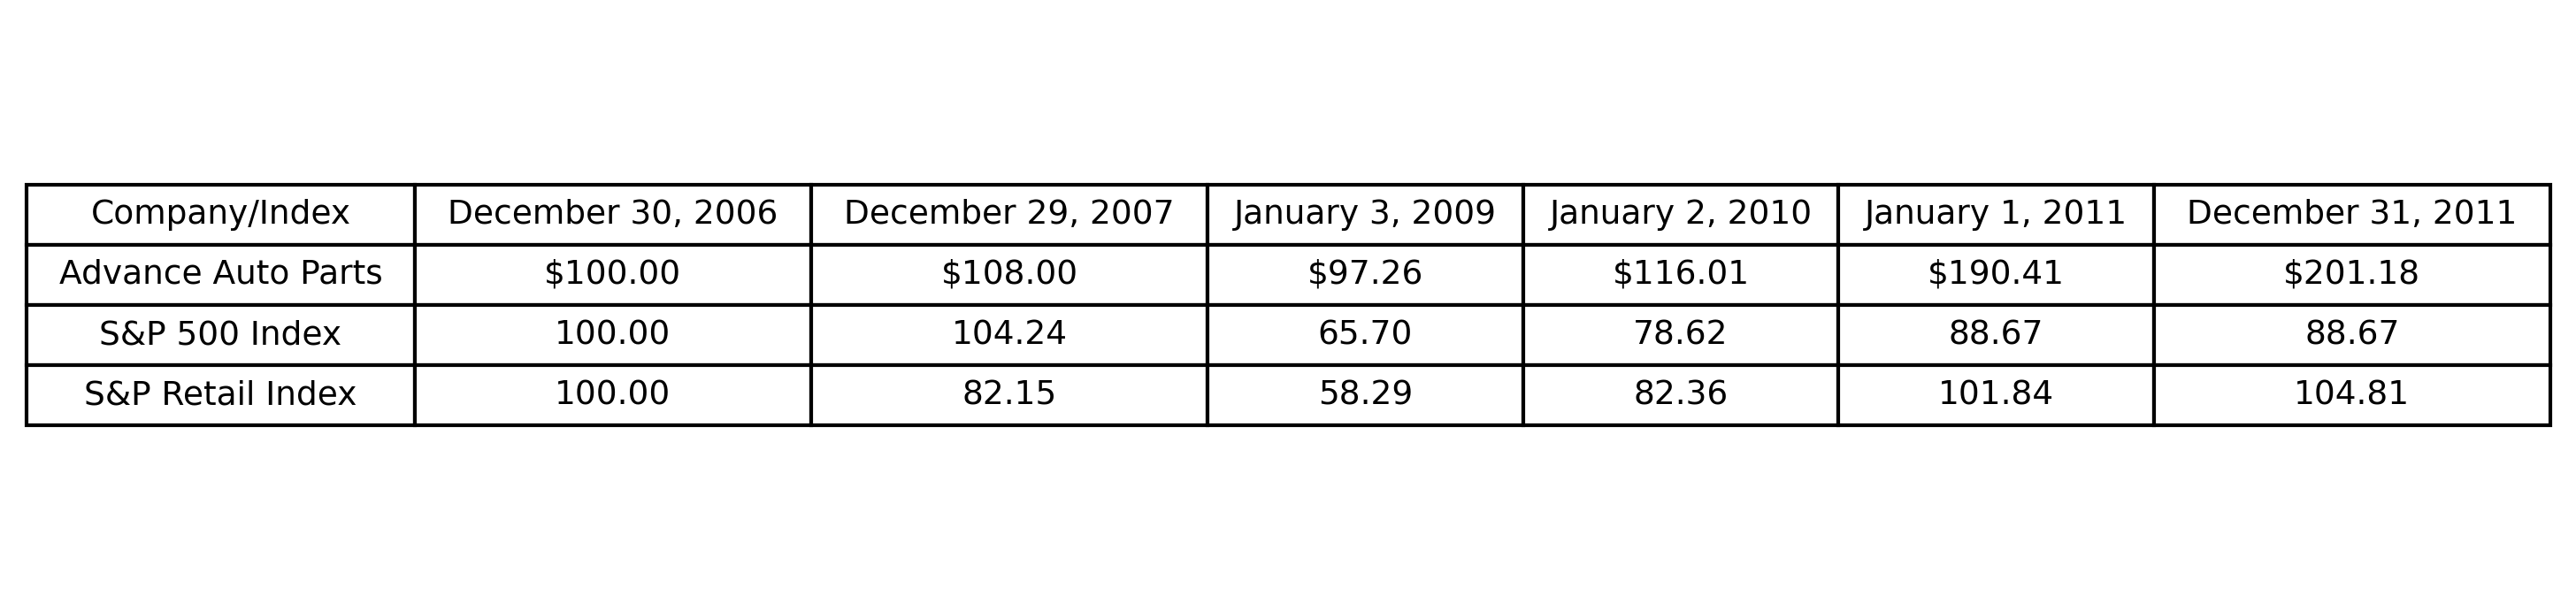 Company/Index December 30, 2006 December 29, 2007 January 3, 2009 January 2, 2010 January 1, 2011 December 31, 2011
Advance Auto Parts $100.00 $108.00 $97.26 $116.01 $190.41 $201.18
S&P 500 Index 100.00 104.24 65.70 78.62 88.67 88.67
S&P Retail Index 100.00 82.15 58.29 82.36 101.84 104.81